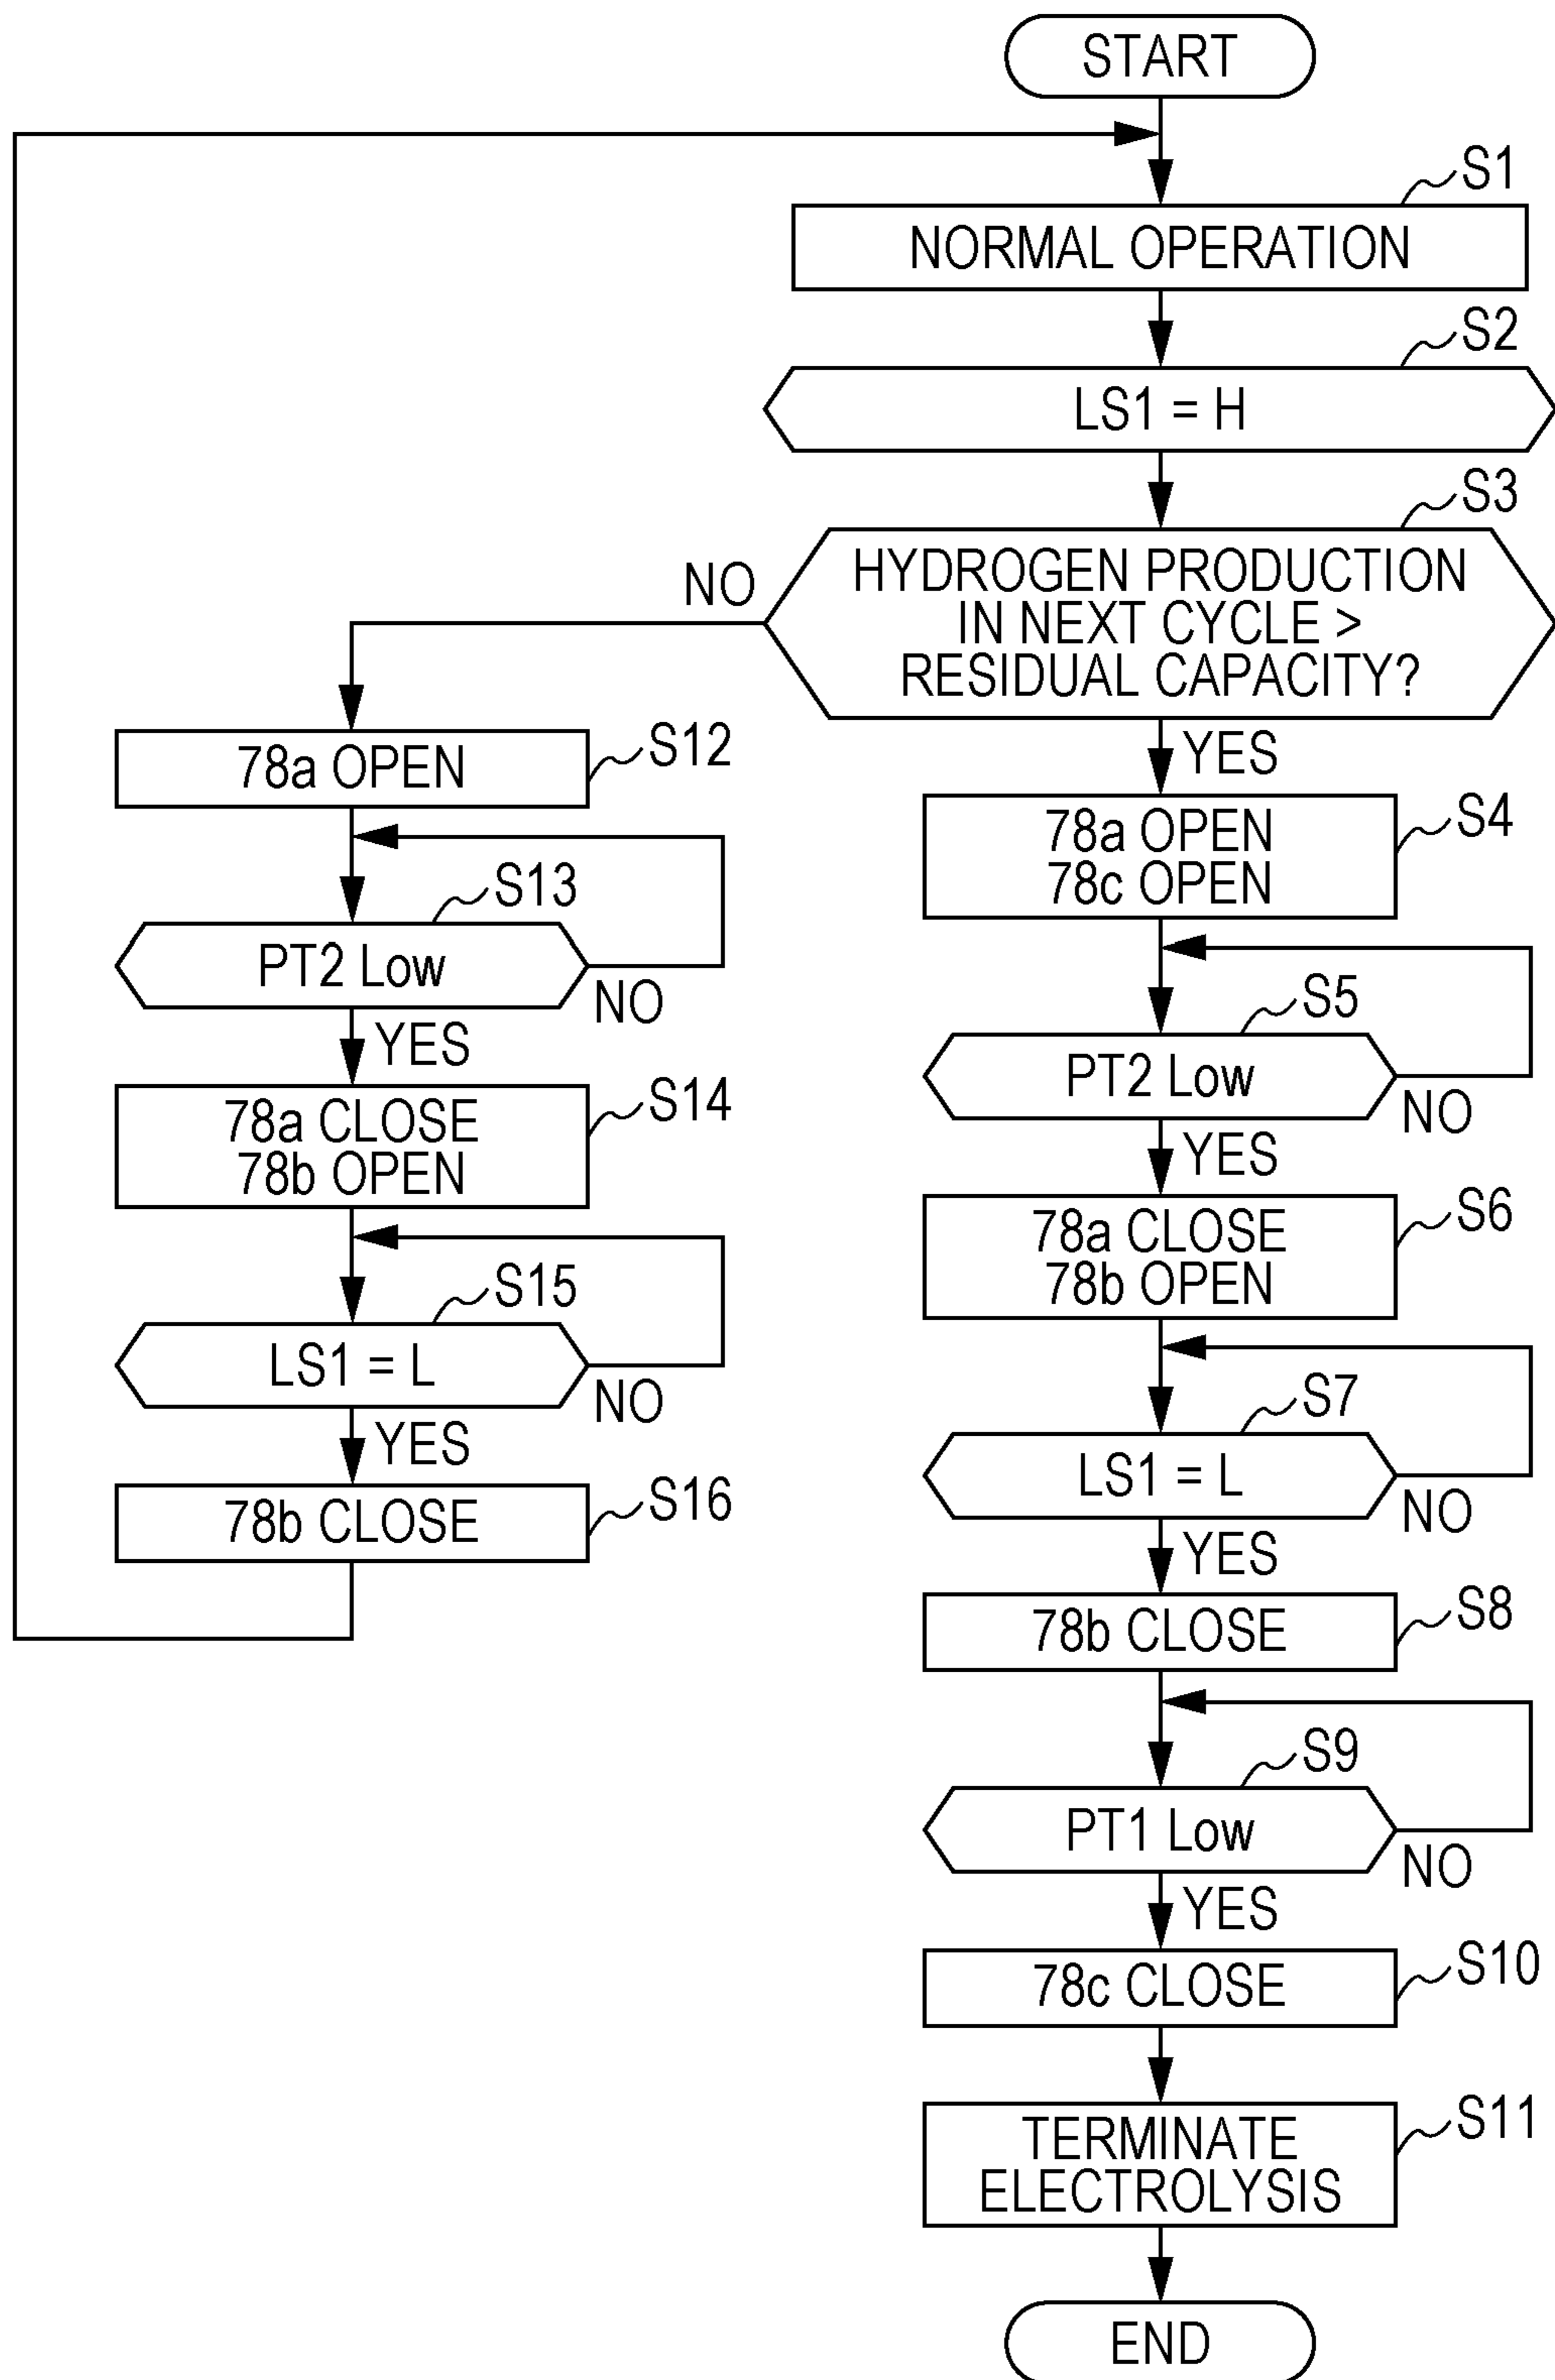 START
S1
NORMAL OPERATION
S2
LS1 = H
S3
HYDROGEN PRODUCTION
IN NEXT CYCLE >
RESIDUAL CAPACITY?
NO
YES
S12
78a OPEN
S13
PT2 Low
NO
YES
S14
78a CLOSE
78b OPEN
S15
LS1 = L
NO
YES
S16
78b CLOSE
S4
78a OPEN
78c OPEN
S5
PT2 Low
NO
YES
S6
78a CLOSE
78b OPEN
S7
LS1 = L
NO
YES
S8
78b CLOSE
S9
PT1 Low
NO
YES
S10
78c CLOSE
S11
TERMINATE
ELECTROLYSIS
END